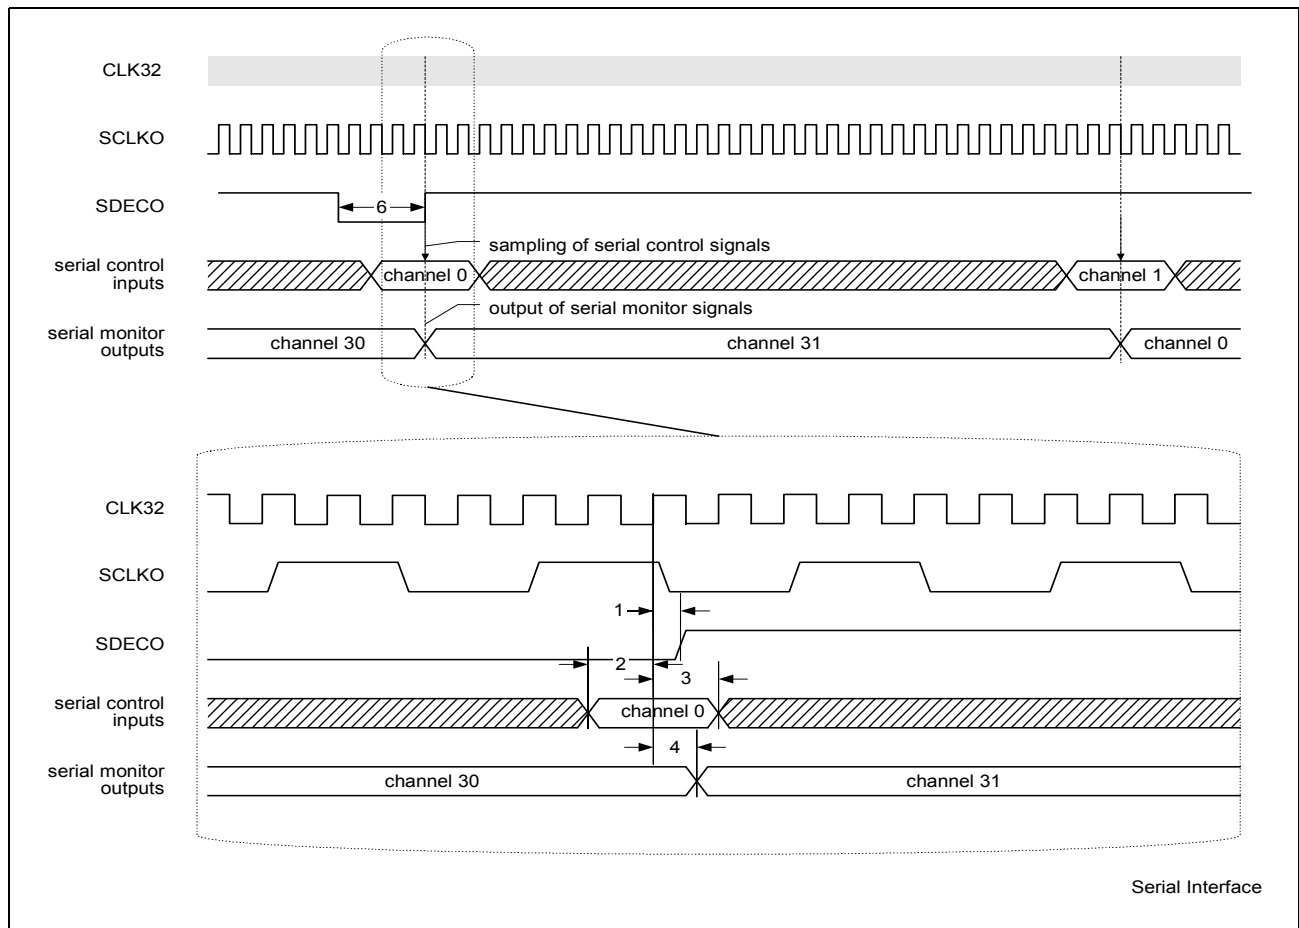 CLK32
SCLKO
SDECO
6
sampling of serial control signals
serial control
inputs
channel 0
channel 1
output of serial monitor signals
serial monitor
outputs
channel 30
channel 31
channel 0
CLK32
SCLKO
1
SDECO
2
3
serial control
inputs
channel 0
4
serial monitor
outputs
channel 30
channel 31
Serial Interface